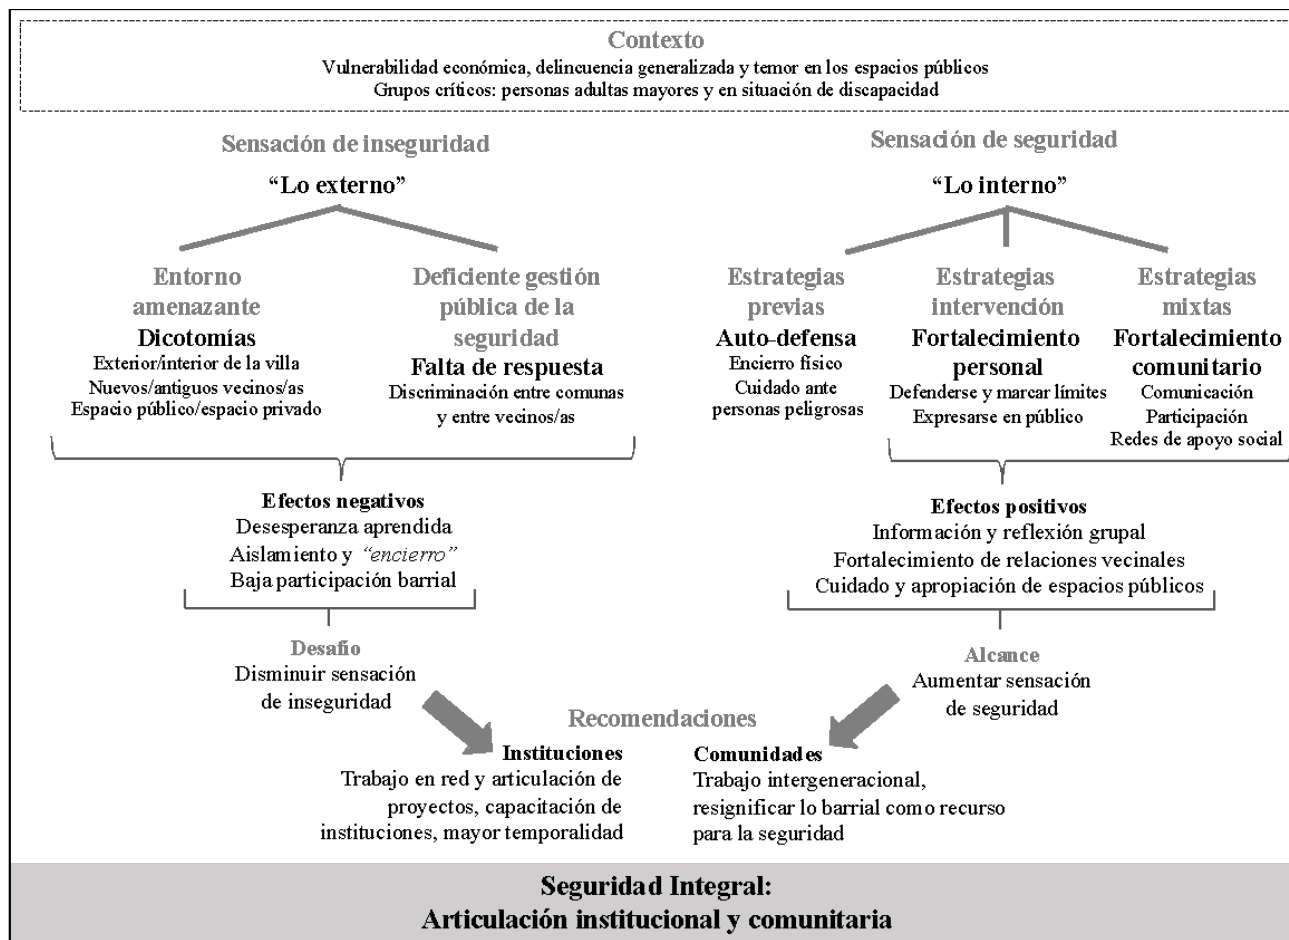 Contexto
Vulnerabilidad económica, delincuencia generalizada y temor en los espacios públicos
Grupos críticos: personas adultas mayores y en situación de discapacidad
Sensación de inseguridad
“Lo externo”
Entorno
amenazante
Dicotomías
Exterior/interior de la villa
Nuevos/antiguos vecinos/as
Espacio público/espacio privado
Deficiente gestión
pública de la
seguridad
Falta de respuesta
Discriminación entre comunas
y entre vecinos/as
Efectos negativos
Desesperanza aprendida
Aislamiento y “encierro”
Baja participación barrial
Desafío
Disminuir sensación
de inseguridad
Sensación de seguridad
“Lo interno”
Estrategias
previas
Auto-defensa
Encierro físico
Cuidado ante
personas peligrosas
Estrategias
intervención
Fortalecimiento
personal
Defenderse y marcar límites
Expresarse en público
Estrategias
mixtas
Fortalecimiento
comunitario
Comunicación
Participación
Redes de apoyo social
Efectos positivos
Información y reflexión grupal
Fortalecimiento de relaciones vecinales
Cuidado y apropiación de espacios públicos
Alcance
Aumentar sensación
de seguridad
Recomendaciones
Instituciones
Trabajo en red y articulación de
proyectos, capacitación de
instituciones, mayor temporalidad
Comunidades
Trabajo intergeneracional,
resignificar lo barrial como recurso
para la seguridad
Seguridad Integral:
Articulación institucional y comunitaria